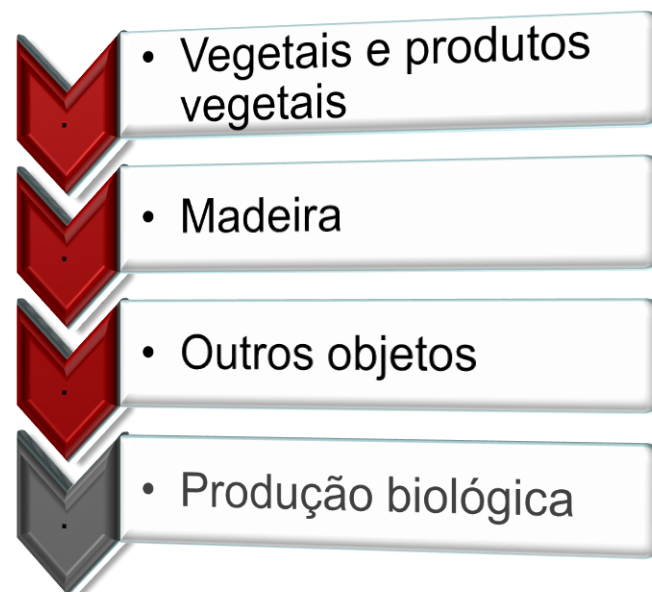 • Vegetais e produtos
vegetais
• Madeira
• Outros objetos
• Produção biológica